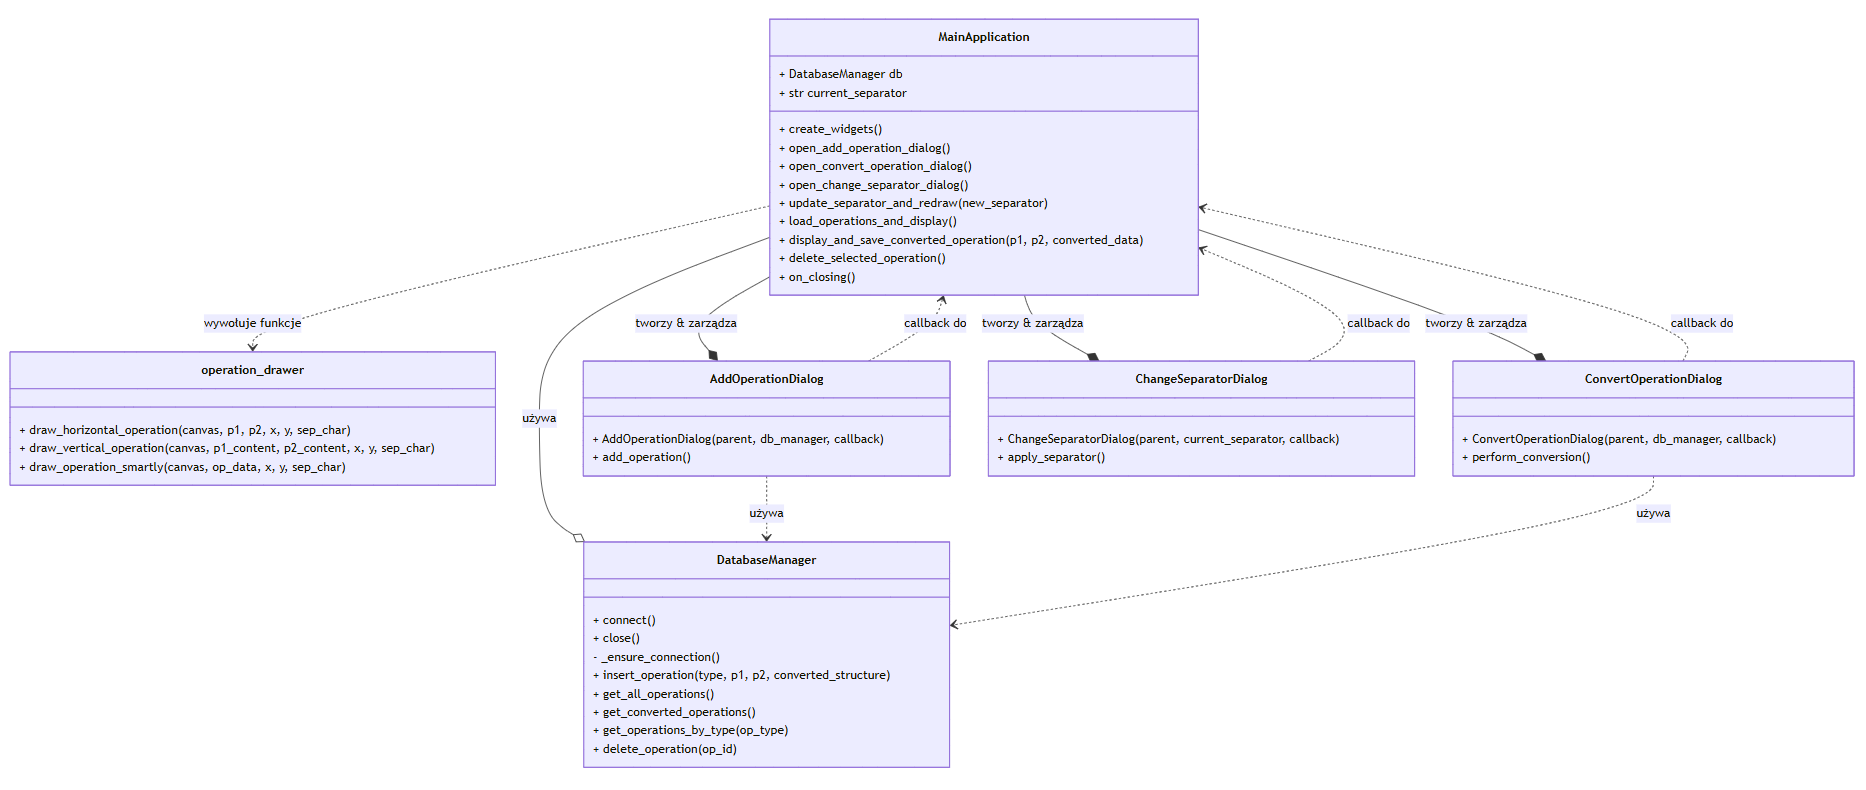 MainApplication
+ DatabaseManager db
+ str current_separator
+ create_widgets()
+ open_add_operation_dialog()
+ open_convert_operation_dialog()
+ open_change_separator_dialog()
+ update_separator_and_redraw(new_separator)
+ load_operations_and_display()
+ display_and_save_converted_operation(p1, p2, converted_data)
+ delete_selected_operation()
+ on_closing()
wywołuje funkcje
tworzy & zarządza
callback do
tworzy & zarządza
callback do
tworzy & zarządza
callback do
operation_drawer
+ draw_horizontal_operation(canvas, p1, p2, x, y, sep_char)
+ draw_vertical_operation(canvas, p1_content, p2_content, x, y, sep_char)
+ draw_operation_smartly(canvas, op_data, x, y, sep_char)
używa
AddOperationDialog
+ AddOperationDialog(parent, db_manager, callback)
+ add_operation()
ChangeSeparatorDialog
+ ChangeSeparatorDialog(parent, current_separator, callback)
+ apply_separator()
ConvertOperationDialog
+ ConvertOperationDialog(parent, db_manager, callback)
+ perform_conversion()
używa
używa
DatabaseManager
+ connect()
+ close()
- _ensure_connection()
+ insert_operation(type, p1, p2, converted_structure)
+ get_all_operations()
+ get_converted_operations()
+ get_operations_by_type(op_type)
+ delete_operation(op_id)